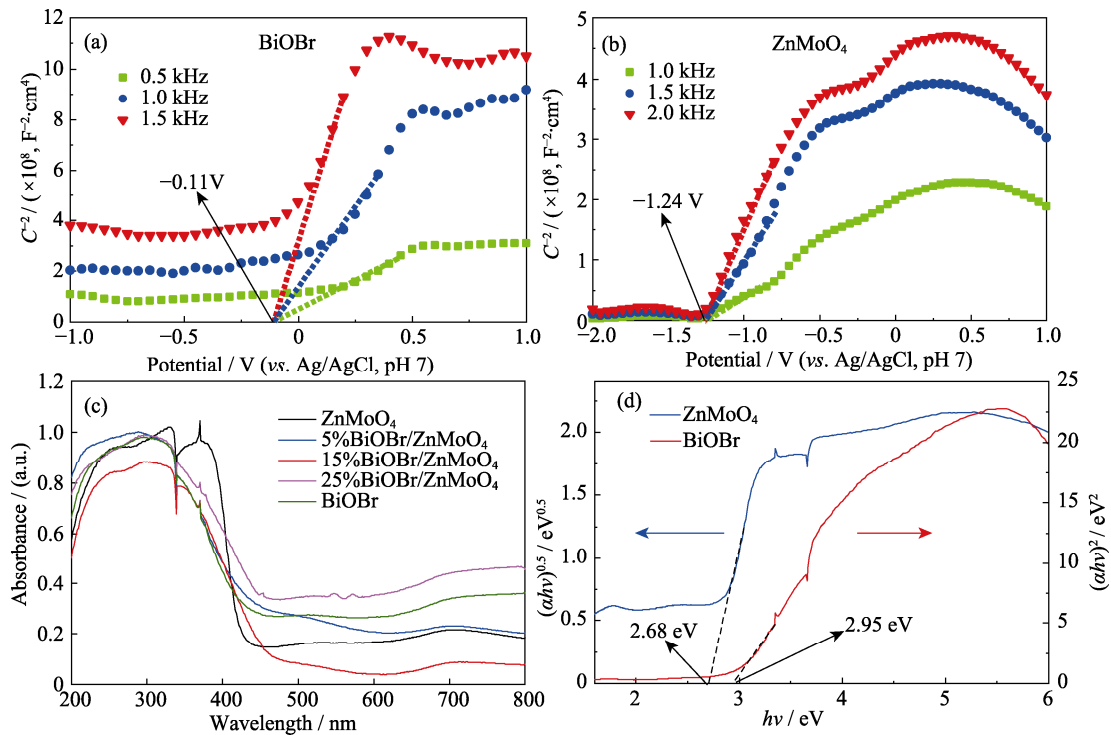 (a)
BiOBr
0.5 kHz
1.0 kHz
1.5 kHz
−0.11V
12
10
8
6
4
2
0
C⁻² / (×10⁸, F⁻²·cm⁴)
−1.0
−0.5
0
0.5
1.0
Potential / V (vs. Ag/AgCl, pH 7)
(b)
ZnMoO₄
1.0 kHz
1.5 kHz
2.0 kHz
−1.24 V
5
4
3
2
1
0
C⁻² / (×10⁸, F⁻²·cm⁴)
−2.0
−1.5
−1.0
−0.5
0
0.5
1.0
Potential / V (vs. Ag/AgCl, pH 7)
(c)
ZnMoO₄
5%BiOBr/ZnMoO₄
15%BiOBr/ZnMoO₄
25%BiOBr/ZnMoO₄
BiOBr
1.2
1.0
0.8
0.6
0.4
0.2
0
Absorbance / (a.u.)
200
300
400
500
600
700
800
Wavelength / nm
(d)
ZnMoO₄
BiOBr
2.68 eV
2.95 eV
2.0
1.5
1.0
0.5
0
(αhν)⁰·⁵ / eV⁰·⁵
25
20
15
10
5
0
(αhν)² / eV²
2
3
4
5
6
hν / eV